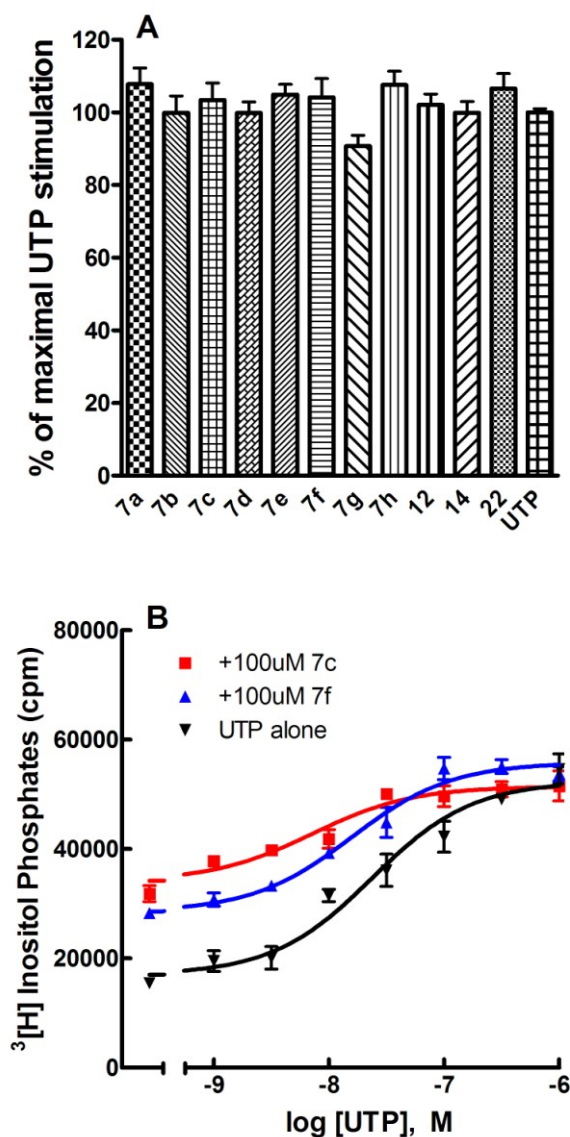 A
% of maximal UTP stimulation
120
100
80
60
40
20
0
7a 7b 7c 7d 7e 7f 7g 7h 12 14 22 UTP
B
³[H] Inositol Phosphates (cpm)
80000
60000
40000
20000
0
+100uM 7c
+100uM 7f
UTP alone
-9 -8 -7 -6
log [UTP], M